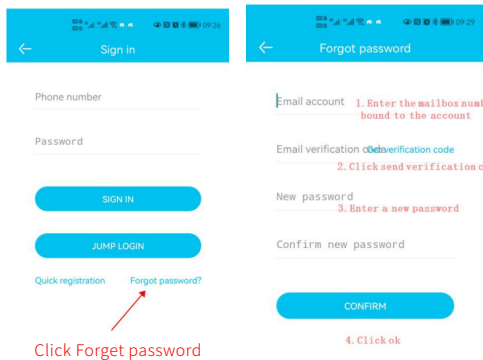 09:26
Sign in
Phone number
Password
SIGN IN
JUMP LOGIN
Quick registration Forgot password?
Click Forget password
09:29
Forgot password
Email account
1. Enter the mailbox num
bound to the account
Email verification code
verification code
2. Click send verification c
New password
3. Enter a new password
Confirm new password
CONFIRM
4. Click ok